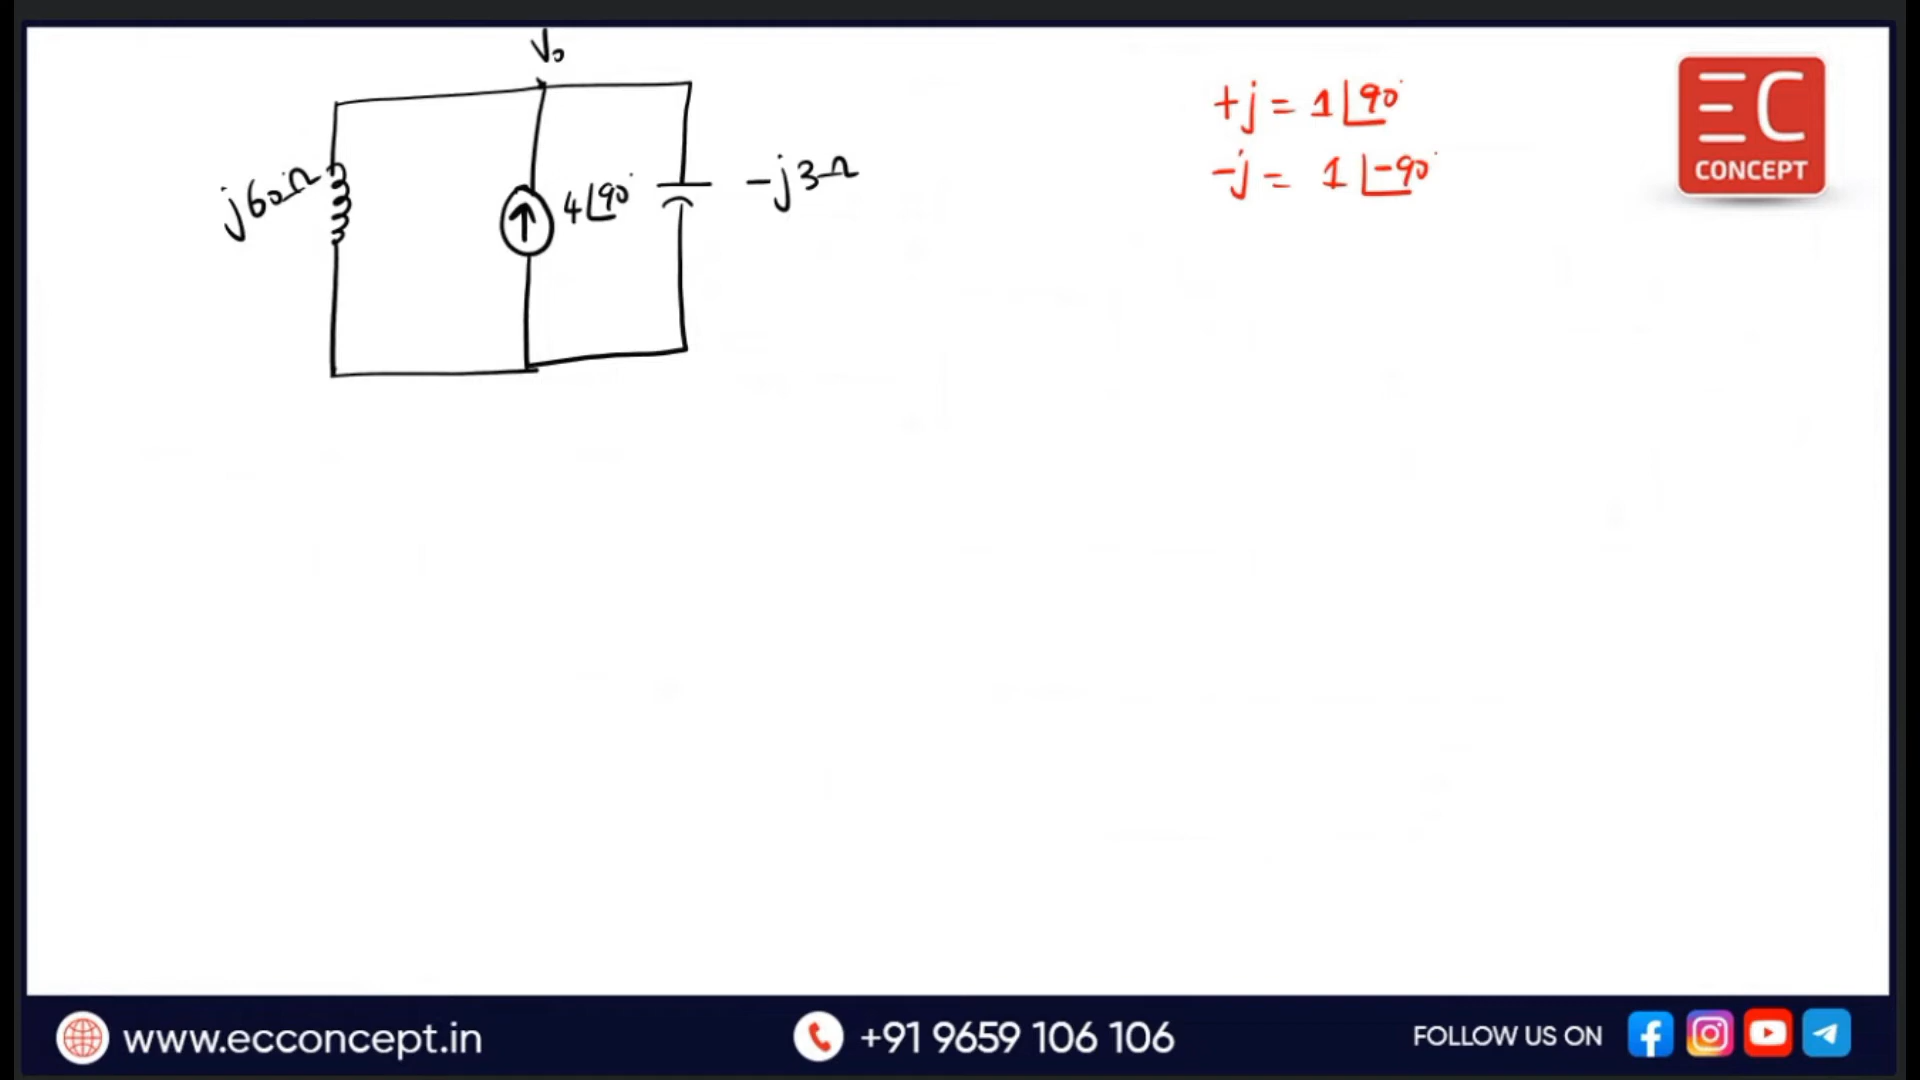 V₀
+j = 1∠90°
-j = 1∠-90°
EC
CONCEPT
j60Ω
4∠90°
-j3Ω
www.ecconcept.in
+91 9659 106 106
FOLLOW US ON